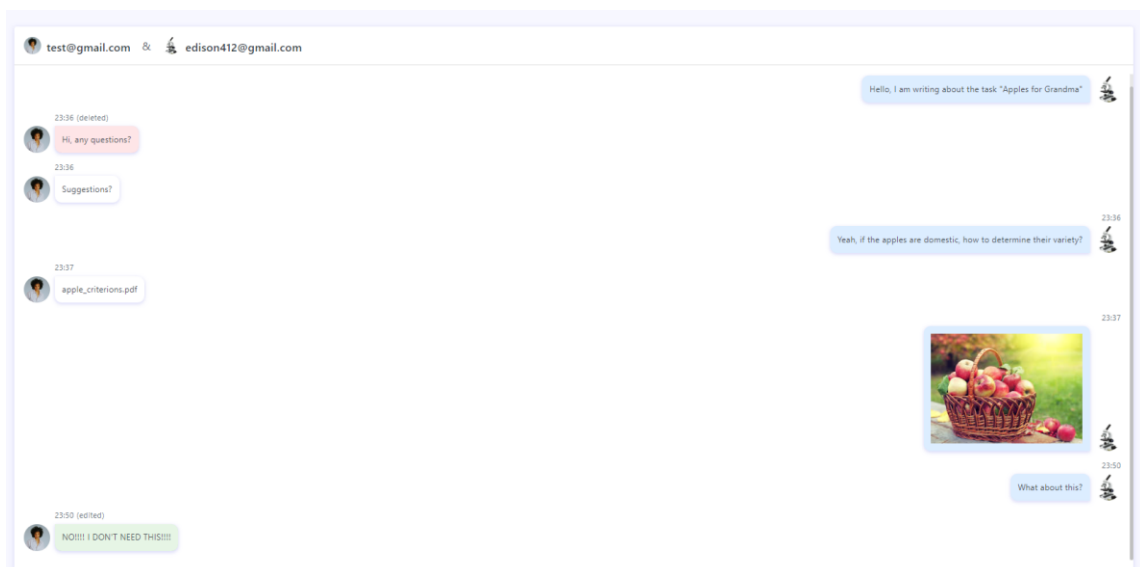 test@gmail.com & edison412@gmail.com
Hello, I am writing about the task "Apples for Grandma"
23:36 (deleted)
Hi, any questions?
23:36
Suggestions?
23:36
Yeah, if the apples are domestic, how to determine their variety?
23:37
apple_criterions.pdf
23:37
23:50
What about this?
23:50 (edited)
NO!!!! I DON'T NEED THIS!!!!